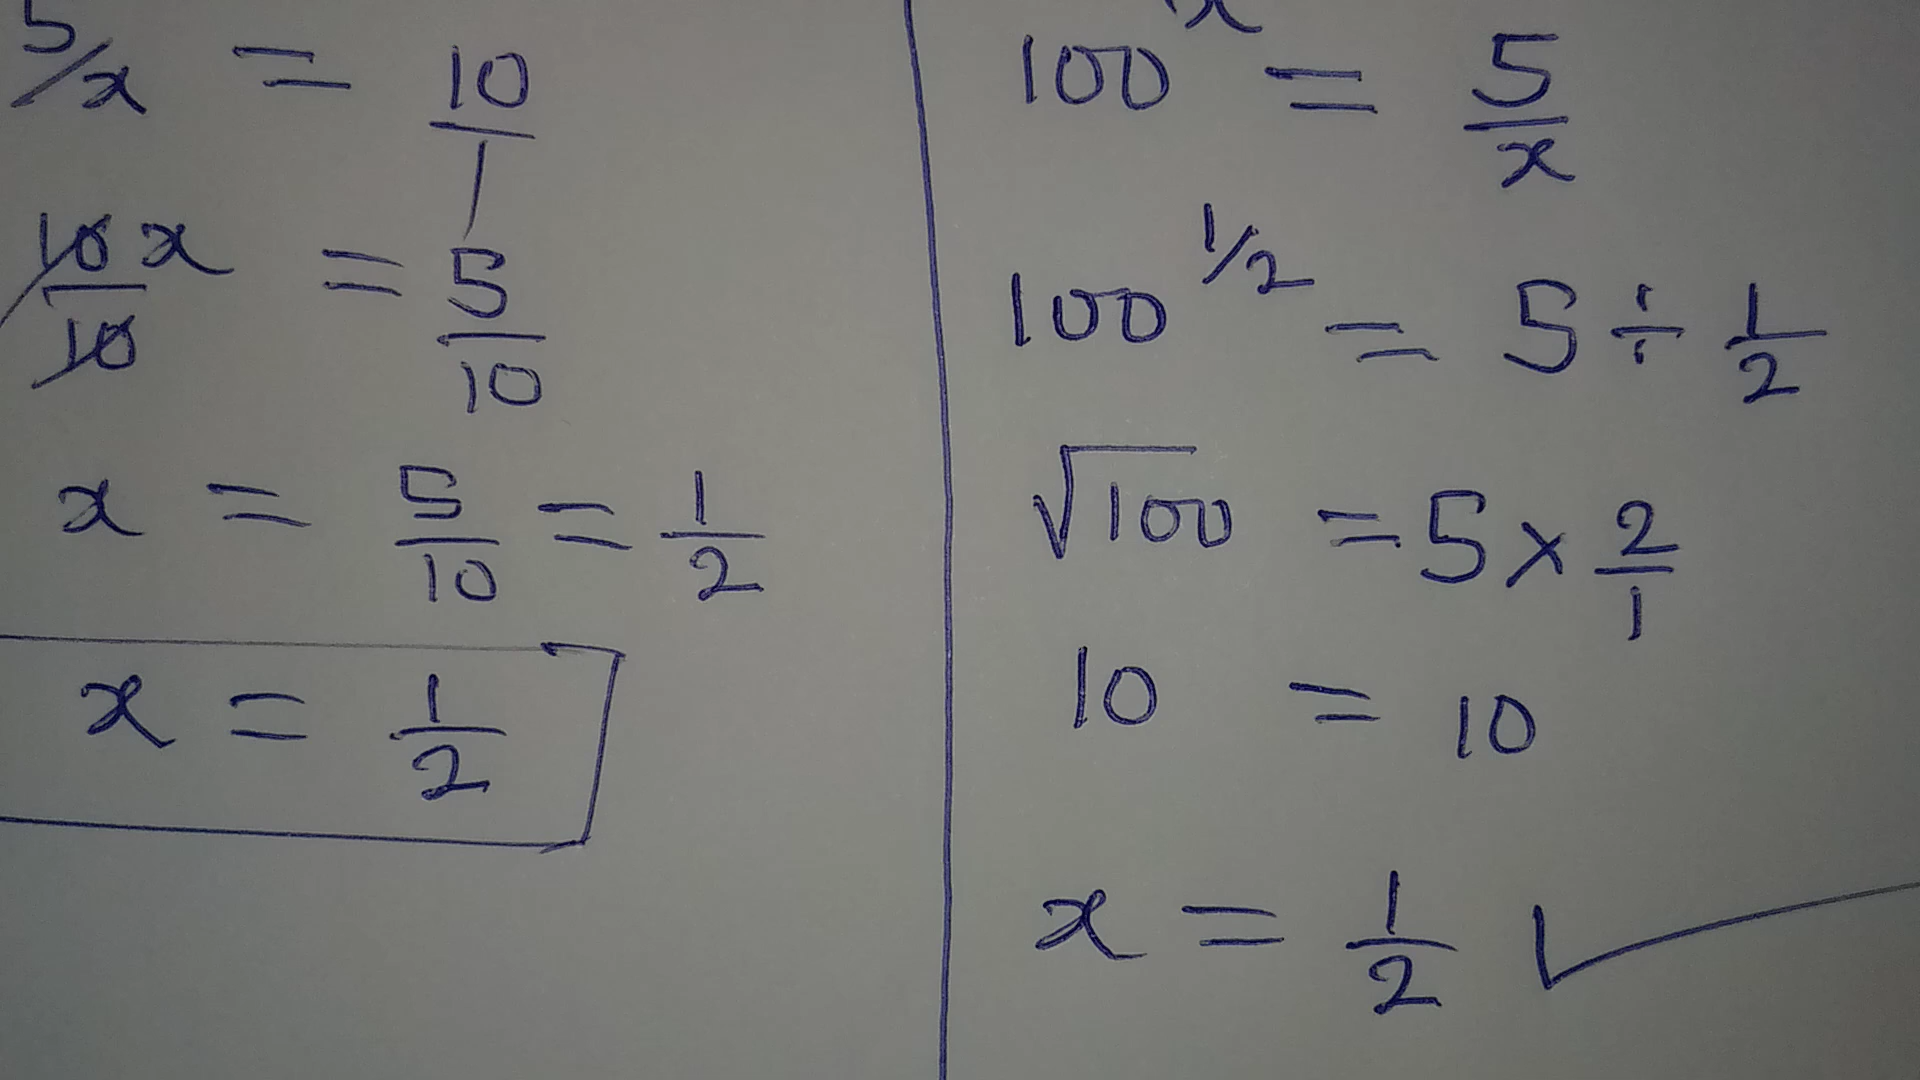 5/x = 10/1
10x/10 = 5/10
x = 5/10 = 1/2
x = 1/2
100^x = 5/x
100^1/2 = 5 ÷ 1/2
√100 = 5 × 2/1
10 = 10
x = 1/2 ✓